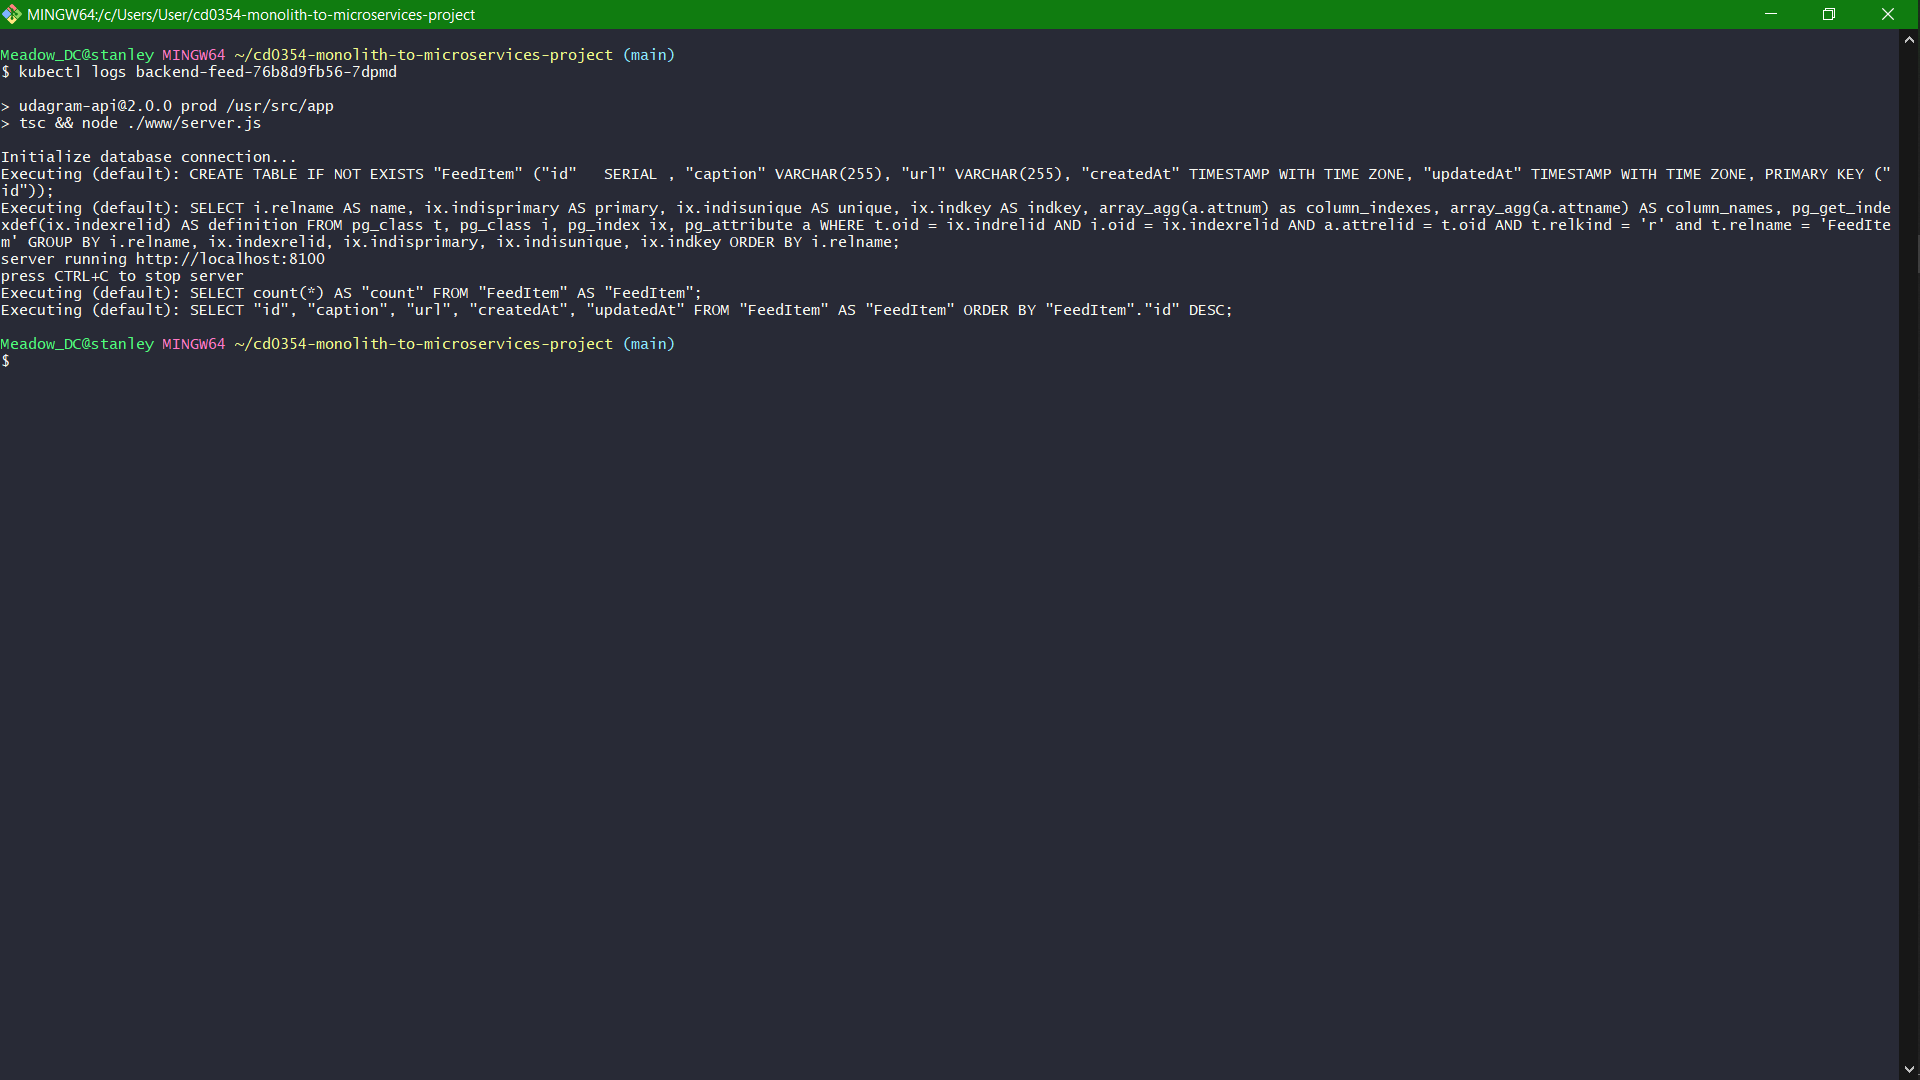 MINGW64:/c/Users/User/cd0354-monolith-to-microservices-project
Meadow_DC@stanley MINGW64 ~/cd0354-monolith-to-microservices-project (main)
$ kubectl logs backend-feed-76b8d9fb56-7dpmd
> udagram-api@2.0.0 prod /usr/src/app
> tsc && node ./www/server.js
Initialize database connection...
Executing (default): CREATE TABLE IF NOT EXISTS "FeedItem" ("id"   SERIAL , "caption" VARCHAR(255), "url" VARCHAR(255), "createdAt" TIMESTAMP WITH TIME ZONE, "updatedAt" TIMESTAMP WITH TIME ZONE, PRIMARY KEY ("
id"));
Executing (default): SELECT i.relname AS name, ix.indisprimary AS primary, ix.indisunique AS unique, ix.indkey AS indkey, array_agg(a.attnum) as column_indexes, array_agg(a.attname) AS column_names, pg_get_inde
xdef(ix.indexrelid) AS definition FROM pg_class t, pg_class i, pg_index ix, pg_attribute a WHERE t.oid = ix.indrelid AND i.oid = ix.indexrelid AND a.attrelid = t.oid AND t.relkind = 'r' and t.relname = 'FeedIte
m' GROUP BY i.relname, ix.indexrelid, ix.indisprimary, ix.indisunique, ix.indkey ORDER BY i.relname;
server running http://localhost:8100
press CTRL+C to stop server
Executing (default): SELECT count(*) AS "count" FROM "FeedItem" AS "FeedItem";
Executing (default): SELECT "id", "caption", "url", "createdAt", "updatedAt" FROM "FeedItem" AS "FeedItem" ORDER BY "FeedItem"."id" DESC;
Meadow_DC@stanley MINGW64 ~/cd0354-monolith-to-microservices-project (main)
$